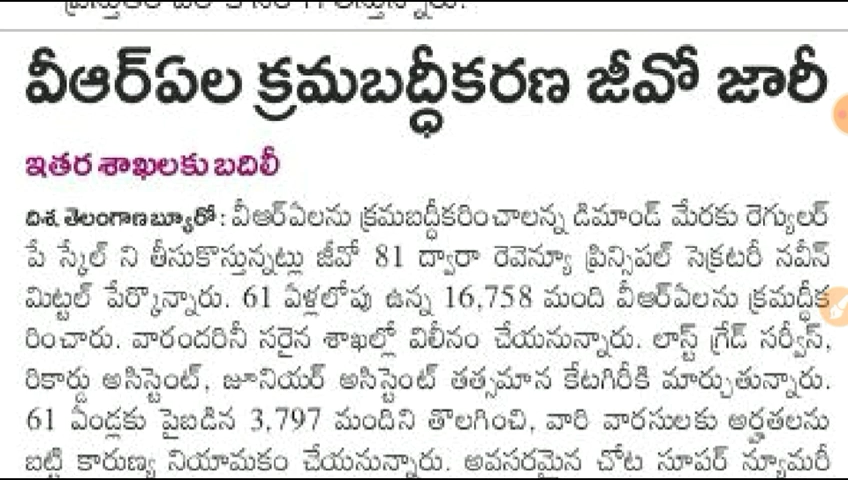 వీఆర్ఏల క్రమబద్ధీకరణ జీవో జారీ
ఇతర శాఖలకు బదిలీ
దిశ, తెలంగాణ బ్యూరో : వీఆర్ఏలను క్రమబద్ధీకరించాలన్న డిమాండ్ మేరకు రెగ్యులర్
పే స్కేల్ ని తీసుకొస్తున్నట్లు జీవో 81 ద్వారా రెవెన్యూ ప్రిన్సిపల్ సెక్రటరీ నవీన్
మిట్టల్ పేర్కొన్నారు. 61 ఏళ్లలోపు ఉన్న 16,758 మంది వీఆర్ఏలను క్రమద్ధీక
రించారు. వారందరినీ సరైన శాఖల్లో విలీనం చేయనున్నారు. లాస్ట్ గ్రేడ్ సర్వీస్,
రికార్డు అసిస్టెంట్, జూనియర్ అసిస్టెంట్ తత్సమాన కేటగిరీకి మార్చుతున్నారు.
61 ఏండ్లకు పైబడిన 3,797 మందిని తొలగించి, వారి వారసులకు అర్హతలను
బట్టి కారుణ్య నియామకం చేయనున్నారు. అవసరమైన చోట సూపర్ న్యూమరీ